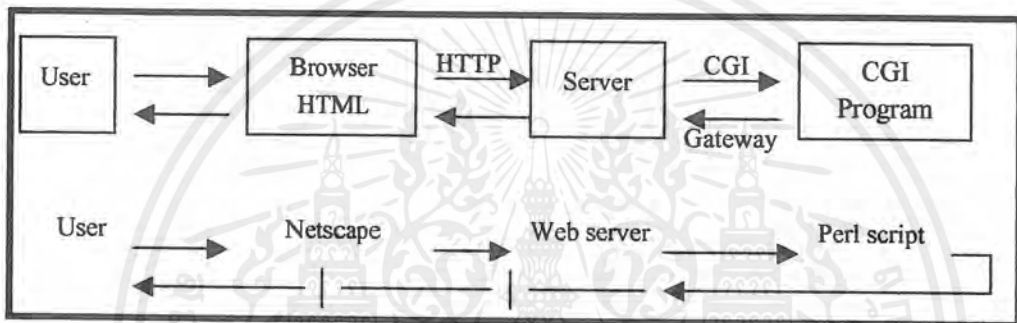 User
Browser
HTML
HTTP
Server
CGI
Gateway
CGI
Program
User
Netscape
Web server
Perl script